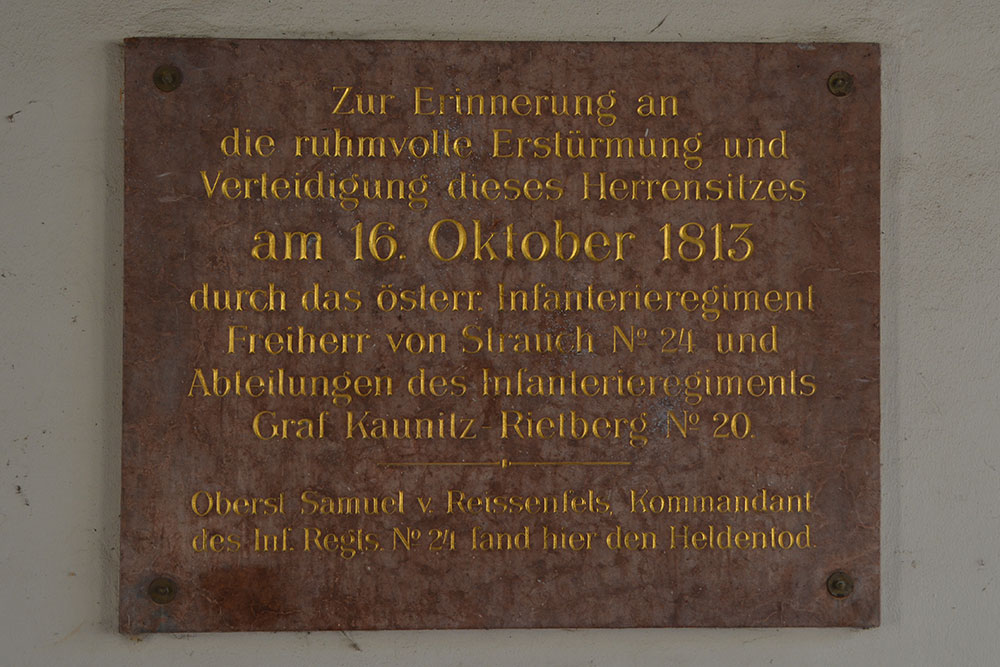 Zur Erinnerung an
die ruhmvolle Erstürmung und
Verteidigung dieses Herrensitzes
am 16. Oktober 1813
durch das österr. Infanterieregiment
Freiherr von Strauch Nº 24 und
Abteilungen des Infanterieregiments
Graf Kaunitz-Rietberg Nº 20.
Oberst Samuel v. Reissenfels, Kommandant
des Inf. Regts. Nº 24 fand hier den Heldentod.